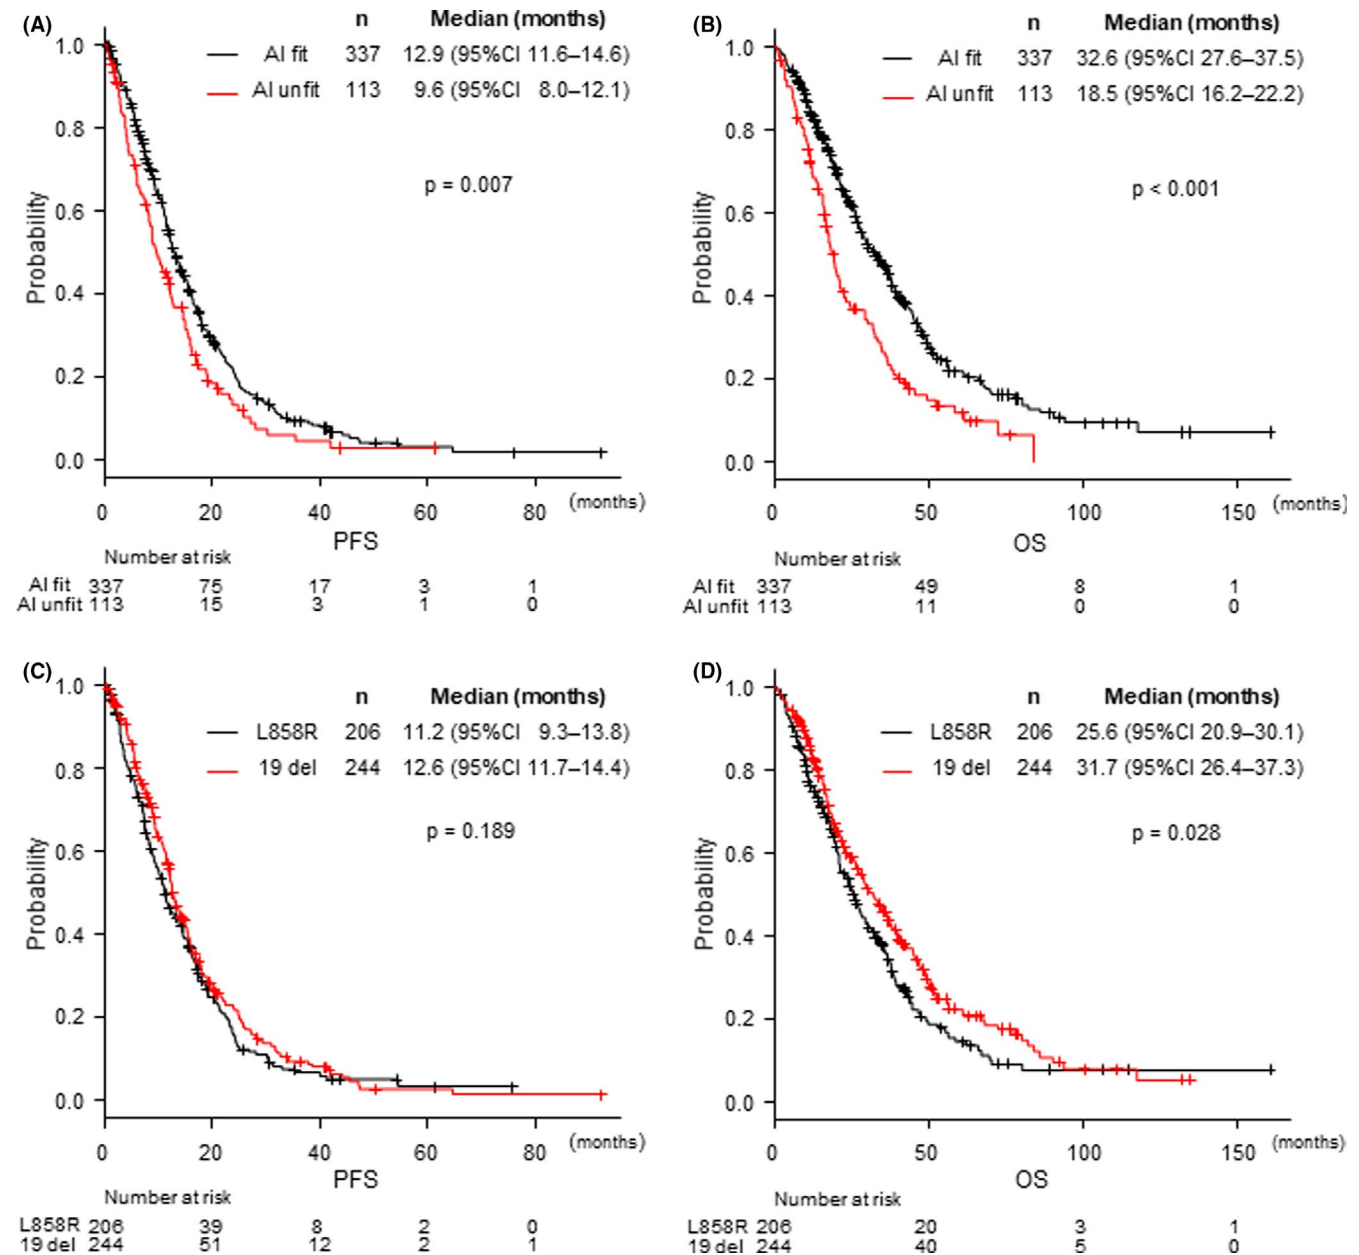 (A)
n Median (months)
AI fit 337 12.9 (95%CI 11.6–14.6)
AI unfit 113 9.6 (95%CI 8.0–12.1)
p = 0.007
Probability
1.0
0.8
0.6
0.4
0.2
0.0
0 20 40 60 80 (months)
PFS
Number at risk
AI fit 337 75 17 3 1
AI unfit 113 15 3 1 0
(B)
n Median (months)
AI fit 337 32.6 (95%CI 27.6–37.5)
AI unfit 113 18.5 (95%CI 16.2–22.2)
p < 0.001
Probability
1.0
0.8
0.6
0.4
0.2
0.0
0 50 100 150 (months)
OS
Number at risk
AI fit 337 49 8 1
AI unfit 113 11 0 0
(C)
n Median (months)
L858R 206 11.2 (95%CI 9.3–13.8)
19 del 244 12.6 (95%CI 11.7–14.4)
p = 0.189
Probability
1.0
0.8
0.6
0.4
0.2
0.0
0 20 40 60 80 (months)
PFS
Number at risk
L858R 206 39 8 2 0
19 del 244 51 12 2 1
(D)
n Median (months)
L858R 206 25.6 (95%CI 20.9–30.1)
19 del 244 31.7 (95%CI 26.4–37.3)
p = 0.028
Probability
1.0
0.8
0.6
0.4
0.2
0.0
0 50 100 150 (months)
OS
Number at risk
L858R 206 20 3 1
19 del 244 40 5 0